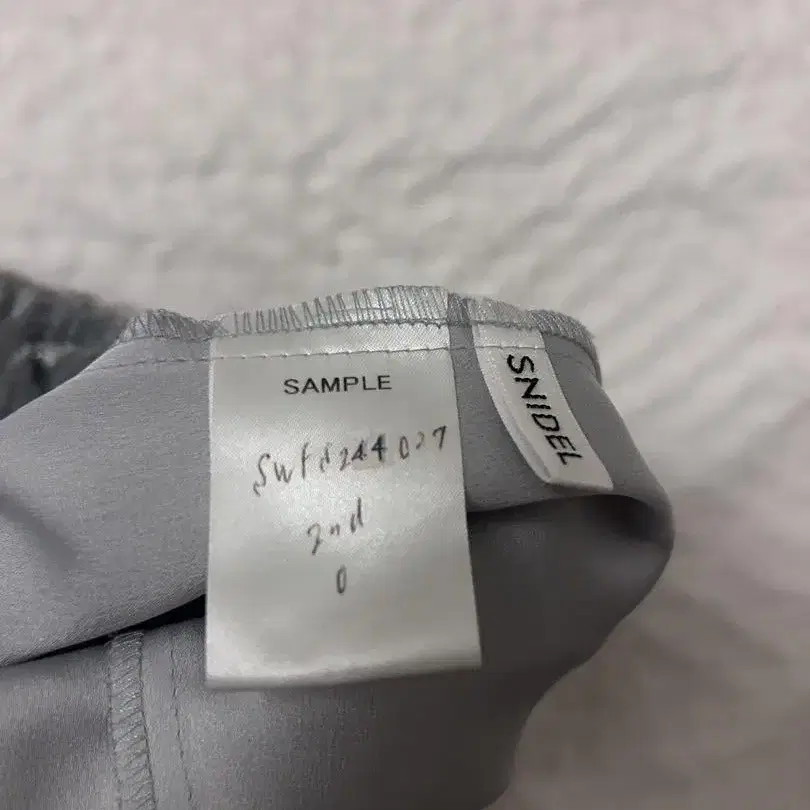 SAMPLE
SWFS244027
2nd
0
SNIDEL